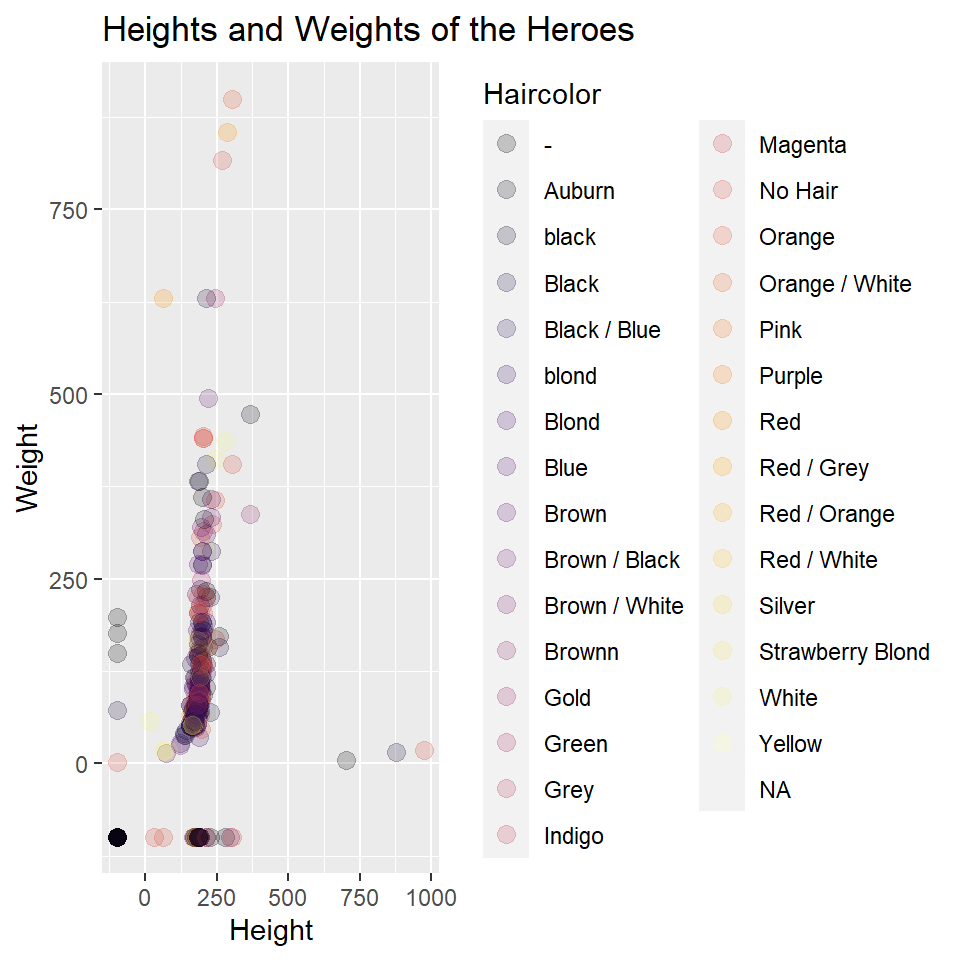 Heights and Weights of the Heroes
Weight
750
500
250
0
0 250 500 750 1000
Height
Haircolor
-
Auburn
black
Black
Black / Blue
blond
Blond
Blue
Brown
Brown / Black
Brown / White
Brownn
Gold
Green
Grey
Indigo
Magenta
No Hair
Orange
Orange / White
Pink
Purple
Red
Red / Grey
Red / Orange
Red / White
Silver
Strawberry Blond
White
Yellow
NA